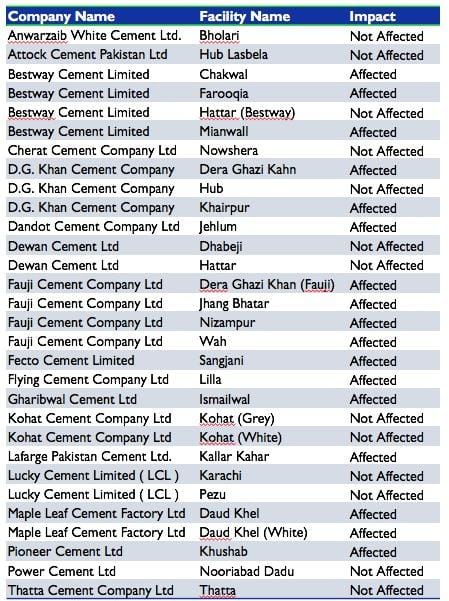 Company Name Facility Name Impact
Anwarzaib White Cement Ltd. Bholari Not Affected
Attock Cement Pakistan Ltd Hub Lasbela Not Affected
Bestway Cement Limited Chakwal Affected
Bestway Cement Limited Farooqia Affected
Bestway Cement Limited Hattar (Bestway) Not Affected
Bestway Cement Limited Mianwall Affected
Cherat Cement Company Ltd Nowshera Not Affected
D.G. Khan Cement Company Dera Ghazi Kahn Affected
D.G. Khan Cement Company Hub Not Affected
D.G. Khan Cement Company Khairpur Affected
Dandot Cement Company Ltd Jehlum Affected
Dewan Cement Ltd Dhabeji Not Affected
Dewan Cement Ltd Hattar Not Affected
Fauji Cement Company Ltd Dera Ghazi Khan (Fauji) Affected
Fauji Cement Company Ltd Jhang Bhatar Affected
Fauji Cement Company Ltd Nizampur Affected
Fauji Cement Company Ltd Wah Affected
Fecto Cement Limited Sangjani Affected
Flying Cement Company Ltd Lilla Affected
Gharibwal Cement Ltd Ismailwal Affected
Kohat Cement Company Ltd Kohat (Grey) Not Affected
Kohat Cement Company Ltd Kohat (White) Not Affected
Lafarge Pakistan Cement Ltd. Kallar Kahar Affected
Lucky Cement Limited ( LCL ) Karachi Not Affected
Lucky Cement Limited ( LCL ) Pezu Not Affected
Maple Leaf Cement Factory Ltd Daud Khel Affected
Maple Leaf Cement Factory Ltd Daud Khel (White) Affected
Pioneer Cement Ltd Khushab Affected
Power Cement Ltd Nooriabad Dadu Not Affected
Thatta Cement Company Ltd Thatta Not Affected